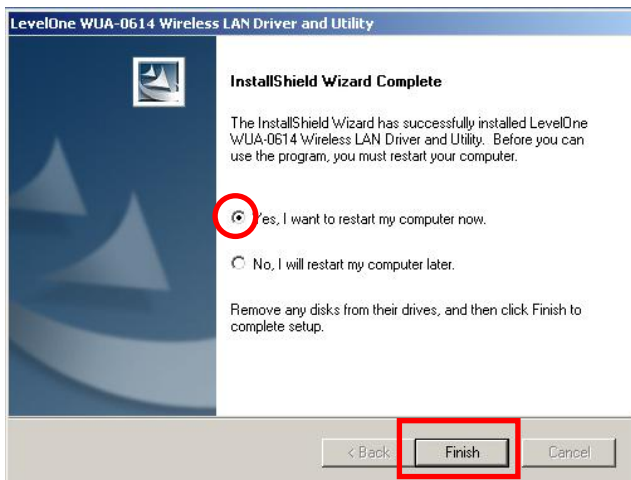 LevelOne WUA-0614 Wireless LAN Driver and Utility
InstallShield Wizard Complete
The InstallShield Wizard has successfully installed LevelOne
WUA-0614 Wireless LAN Driver and Utility. Before you can
use the program, you must restart your computer.
Yes, I want to restart my computer now.
No, I will restart my computer later.
Remove any disks from their drives, and then click Finish to
complete setup.
< Back Finish Cancel